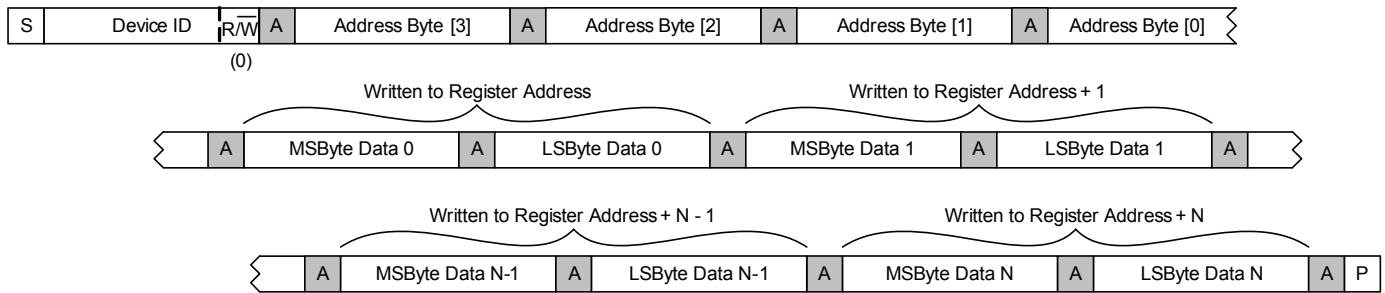 S Device ID R/W̅ A Address Byte [3] A Address Byte [2] A Address Byte [1] A Address Byte [0]
(0)
Written to Register Address Written to Register Address + 1
A MSByte Data 0 A LSByte Data 0 A MSByte Data 1 A LSByte Data 1 A
Written to Register Address + N - 1 Written to Register Address + N
A MSByte Data N-1 A LSByte Data N-1 A MSByte Data N A LSByte Data N A P